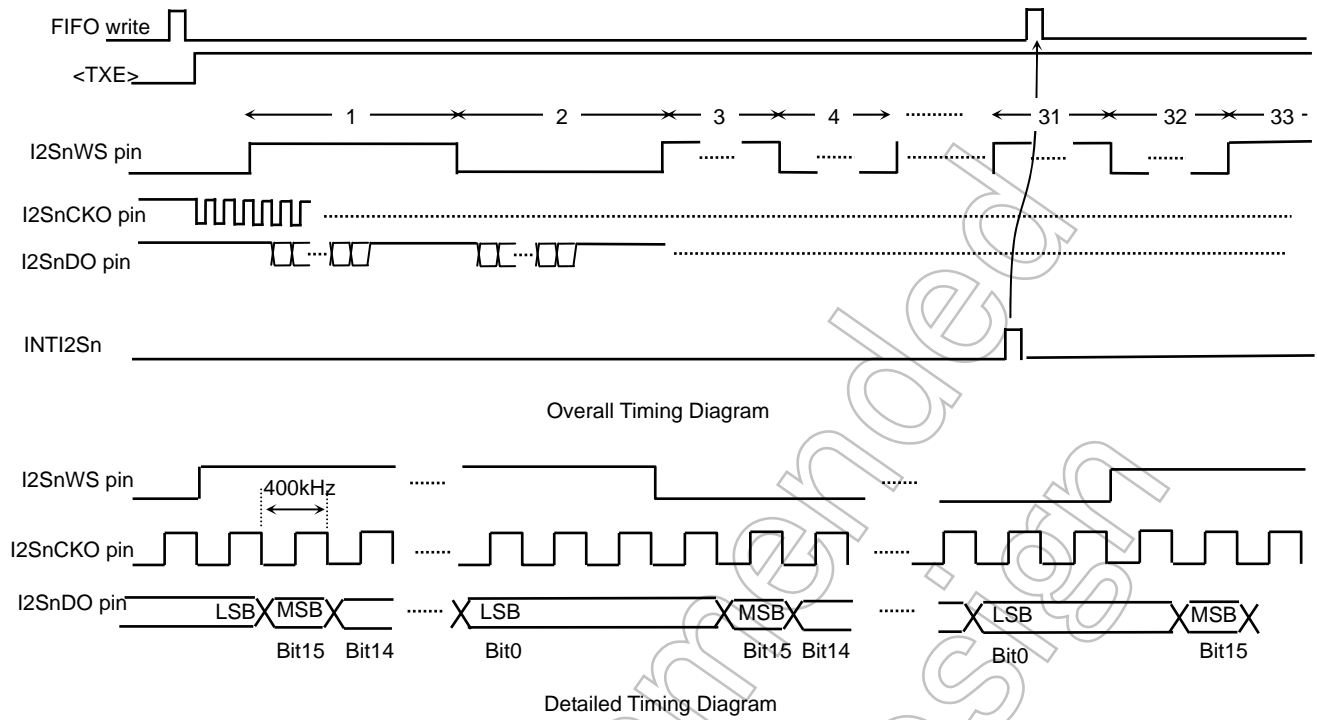 FIFO write
<TXE>
1 2 3 4 ......... 31 32 33
I2SnWS pin
I2SnCKO pin
I2SnDO pin
INTI2Sn
Overall Timing Diagram
I2SnWS pin
400kHz
I2SnCKO pin
I2SnDO pin
LSB MSB LSB MSB LSB MSB
Bit15 Bit14 Bit0 Bit15 Bit14 Bit0 Bit15
Detailed Timing Diagram